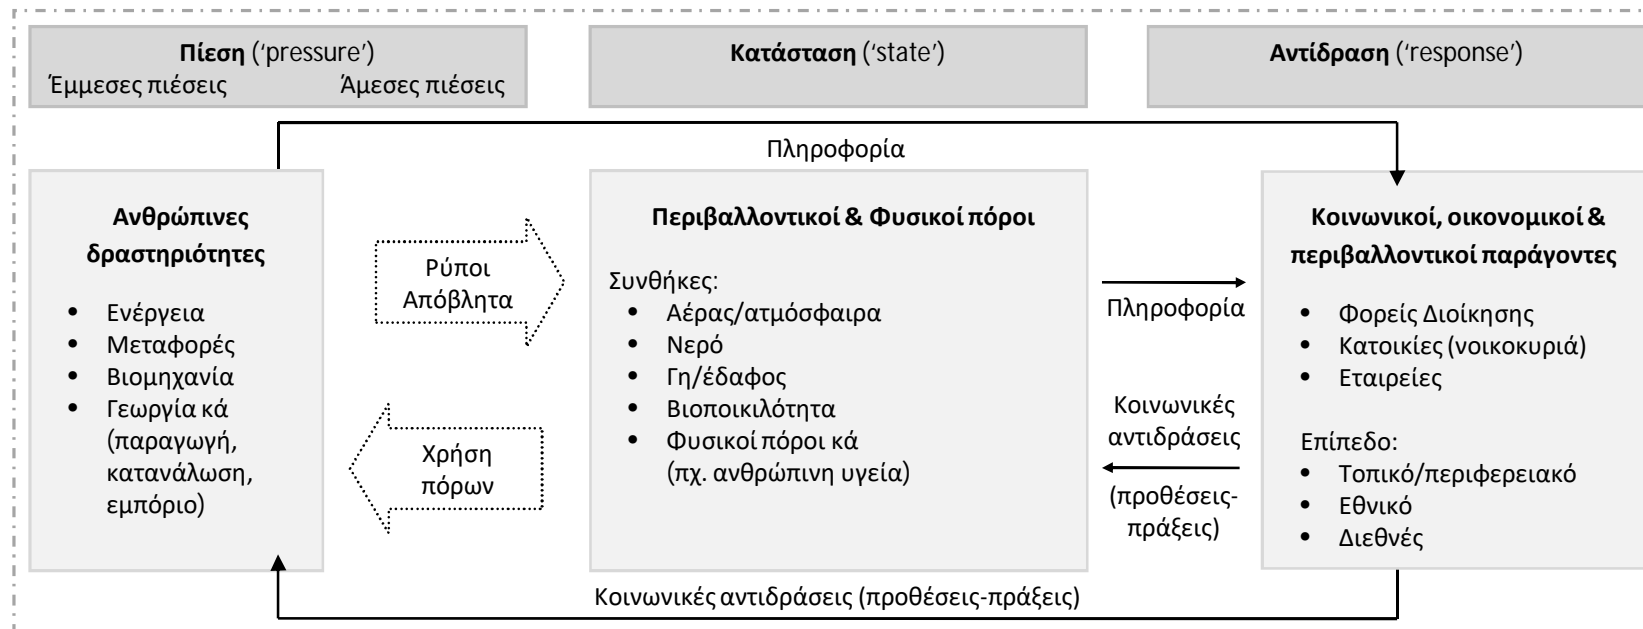 Πίεση (‘pressure’)
Έμμεσες πιέσεις Άμεσες πιέσεις
Κατάσταση (‘state’)
Αντίδραση (‘response’)
Πληροφορία
Ανθρώπινες
δραστηριότητες
• Ενέργεια
• Μεταφορές
• Βιομηχανία
• Γεωργία κά
(παραγωγή,
κατανάλωση,
εμπόριο)
Ρύποι
Απόβλητα
Χρήση
πόρων
Περιβαλλοντικοί & Φυσικοί πόροι
Συνθήκες:
• Αέρας/ατμόσφαιρα
• Νερό
• Γη/έδαφος
• Βιοποικιλότητα
• Φυσικοί πόροι κά
(πχ. ανθρώπινη υγεία)
Πληροφορία
Κοινωνικές
αντιδράσεις
(προθέσεις-
πράξεις)
Κοινωνικοί, οικονομικοί &
περιβαλλοντικοί παράγοντες
• Φορείς Διοίκησης
• Κατοικίες (νοικοκυριά)
• Εταιρείες
Επίπεδο:
• Τοπικό/περιφερειακό
• Εθνικό
• Διεθνές
Κοινωνικές αντιδράσεις (προθέσεις-πράξεις)